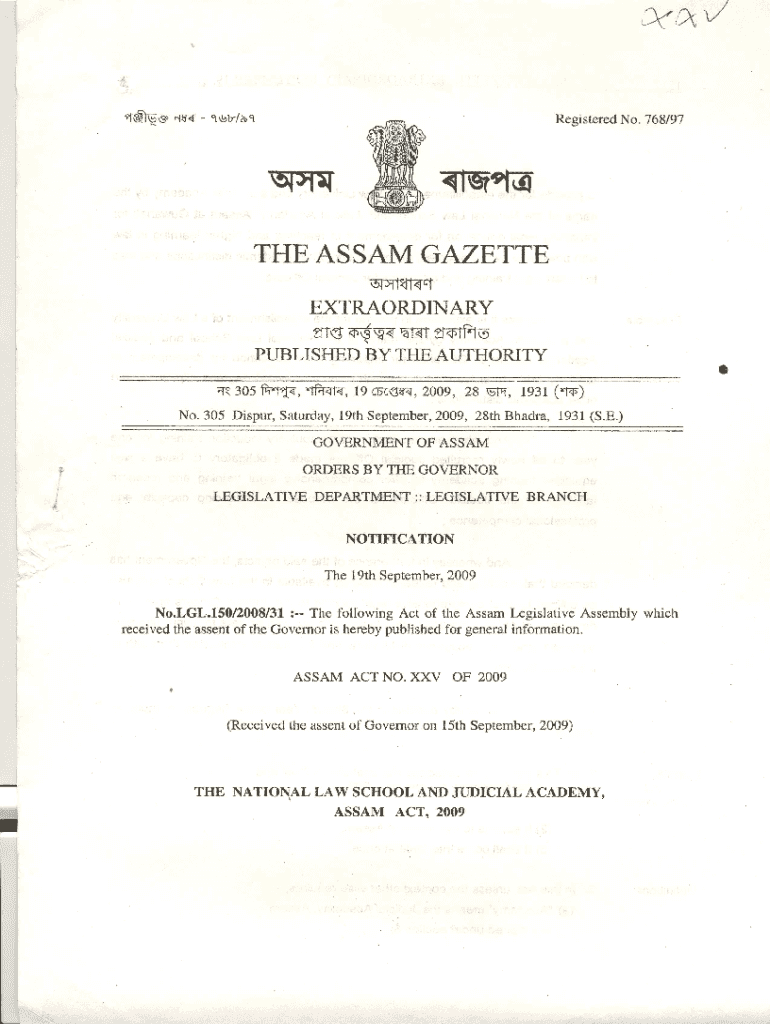 XXV
পঞ্জীভুক্ত নম্বৰ - ৭৬৮/৯৭
Registered No. 768/97
অসম ৰাজপত্ৰ
THE ASSAM GAZETTE
অসাধাৰণ
EXTRAORDINARY
প্ৰাপ্ত কৰ্ত্তৃত্বৰ দ্বাৰা প্ৰকাশিত
PUBLISHED BY THE AUTHORITY
নং 305 দিশপুৰ, শনিবাৰ, 19 চেপ্তেম্বৰ, 2009, 28 ভাদ, 1931 (শক)
No. 305 Dispur, Saturday, 19th September, 2009, 28th Bhadra, 1931 (S.E.)
GOVERNMENT OF ASSAM
ORDERS BY THE GOVERNOR
LEGISLATIVE DEPARTMENT :: LEGISLATIVE BRANCH
NOTIFICATION
The 19th September, 2009
No.LGL.150/2008/31 :-- The following Act of the Assam Legislative Assembly which
received the assent of the Governor is hereby published for general information.
ASSAM ACT NO. XXV OF 2009
(Received the assent of Governor on 15th September, 2009)
THE NATIONAL LAW SCHOOL AND JUDICIAL ACADEMY,
ASSAM ACT, 2009